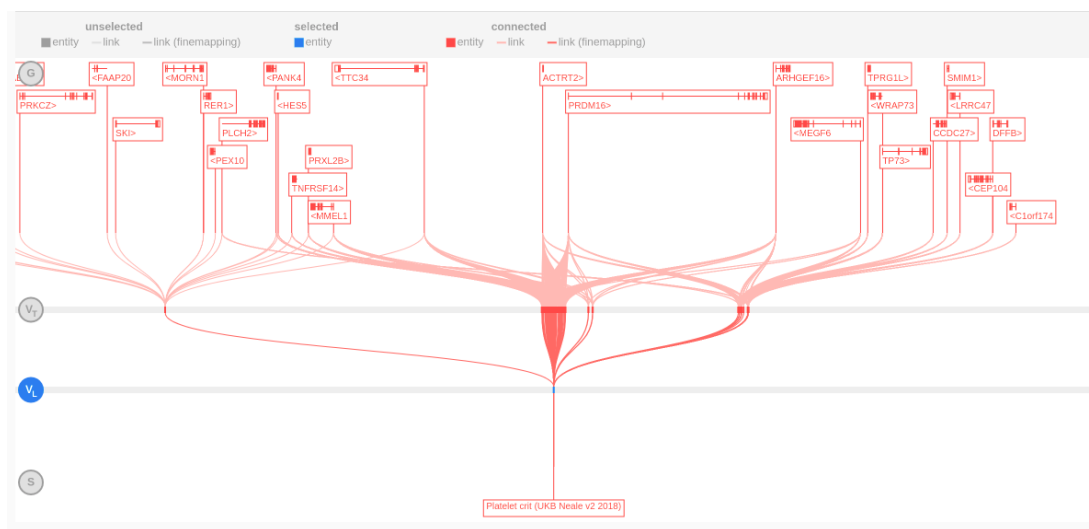 unselected selected connected
entity link link (finemapping) entity entity link link (finemapping)
G
<FAAP20 <MORN1 <PANK4 <TTC34 ACTRT2> ARHGEF16> TPRG1L> SMIM1>
PRKCZ> RER1> <HES5 PRDM16> <WRAP73 <LRRC47
SKI> PLCH2> <MEGF6 CCDC27> DFFB>
<PEX10 PRXL2B> TP73>
TNFRSF14> <CEP104
<MMEL1 <C1orf174
VT
VL
S
Platelet crit (UKB Neale v2 2018)